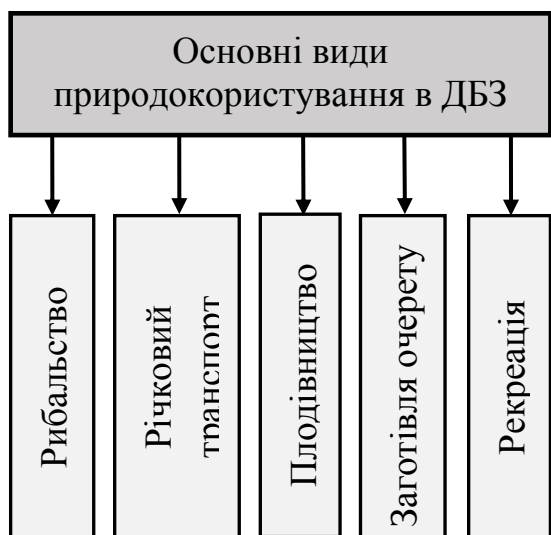 Основні види
природокористування в ДБЗ
Рибальство
Річковий
транспорт
Плодівництво
Заготівля очерету
Рекреація